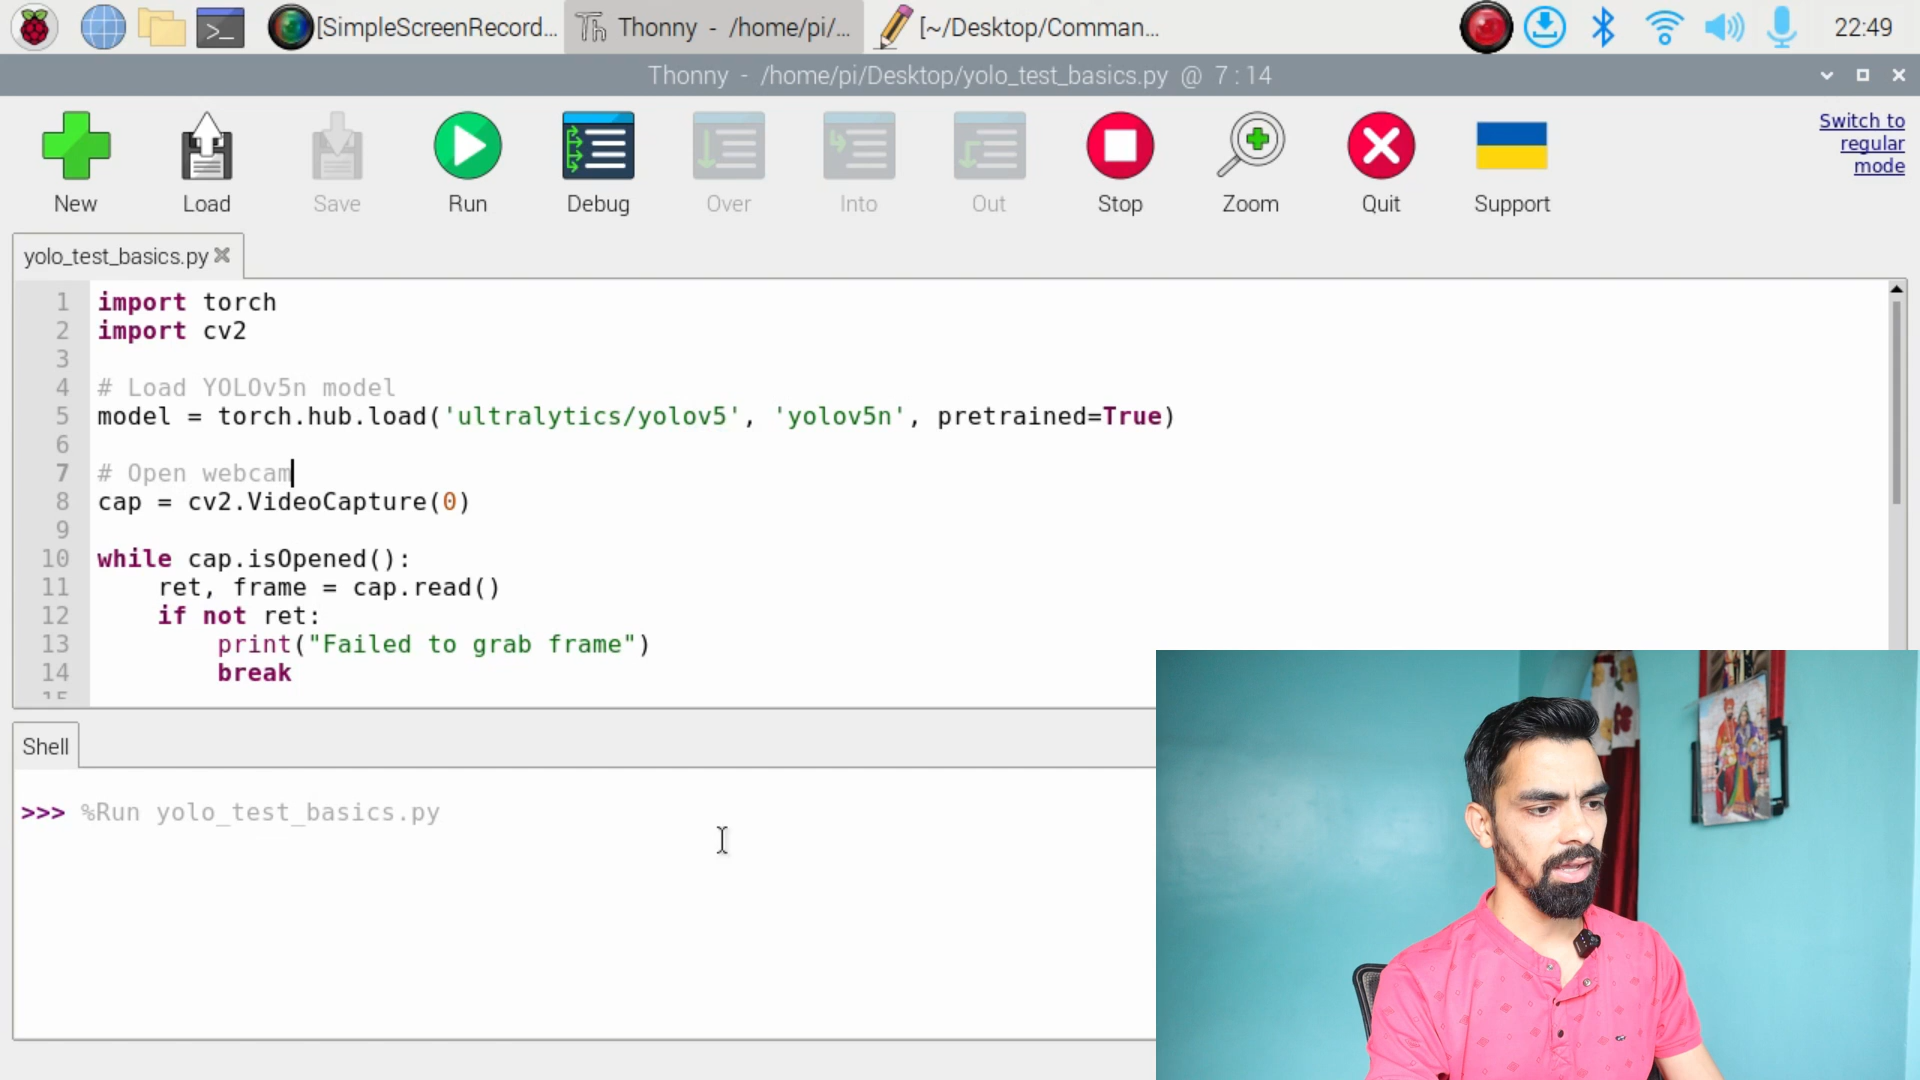 [SimpleScreenRecord...
Thonny - /home/pi/...
[~/Desktop/Comman...
22:49
Thonny - /home/pi/Desktop/yolo_test_basics.py @ 7 : 14
New
Load
Save
Run
Debug
Over
Into
Out
Stop
Zoom
Quit
Support
Switch to
regular
mode
yolo_test_basics.py
1 import torch
2 import cv2
3
4 # Load YOLOv5n model
5 model = torch.hub.load('ultralytics/yolov5', 'yolov5n', pretrained=True)
6
7 # Open webcam
8 cap = cv2.VideoCapture(0)
9
10 while cap.isOpened():
11 ret, frame = cap.read()
12 if not ret:
13 print("Failed to grab frame")
14 break
15
Shell
>>> %Run yolo_test_basics.py